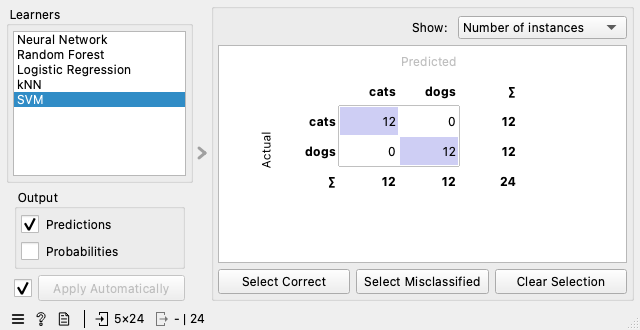 Learners
Neural Network
Random Forest
Logistic Regression
kNN
SVM
Output
Predictions
Probabilities
Apply Automatically
5×24
- | 24
Show: Number of instances
Predicted
cats dogs ∑
Actual
cats 12 0 12
dogs 0 12 12
∑ 12 12 24
Select Correct Select Misclassified Clear Selection